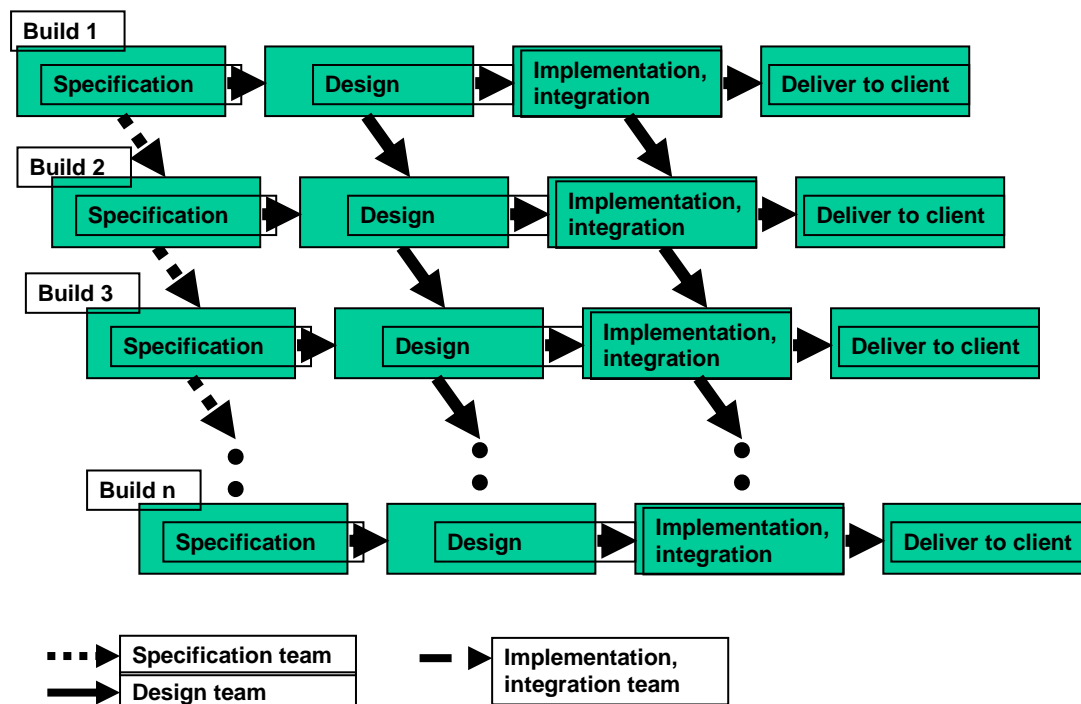 Build 1
Specification
Design
Implementation,
integration
Deliver to client
Build 2
Specification
Design
Implementation,
integration
Deliver to client
Build 3
Specification
Design
Implementation,
integration
Deliver to client
Build n
Specification
Design
Implementation,
integration
Deliver to client
Specification team
Design team
Implementation,
integration team